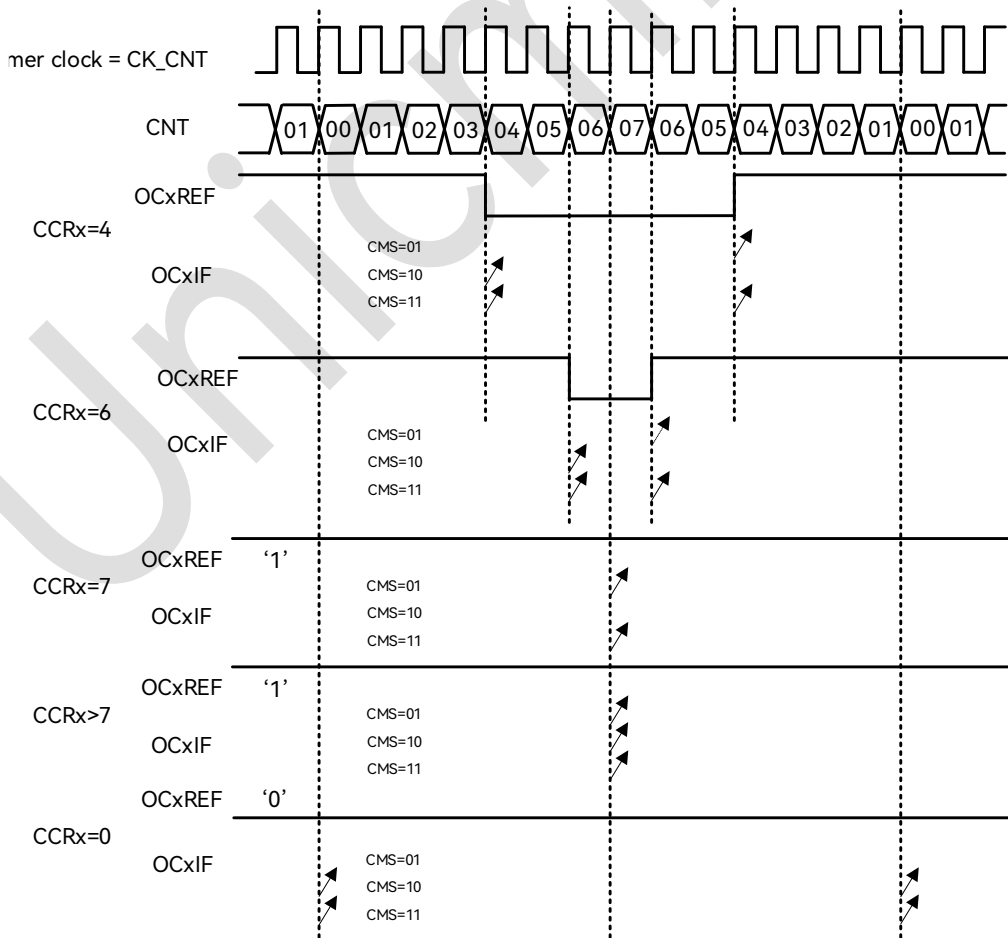 mer clock = CK_CNT
CNT 01 00 01 02 03 04 05 06 07 06 05 04 03 02 01 00 01
OCxREF
CCRx=4
CMS=01
OCxIF CMS=10
CMS=11
OCxREF
CCRx=6
CMS=01
OCxIF
CMS=10
CMS=11
OCxREF ‘1’
CCRx=7 CMS=01
OCxIF CMS=10
CMS=11
OCxREF ‘1’
CCRx>7 CMS=01
OCxIF CMS=10
CMS=11
OCxREF ‘0’
CCRx=0
OCxIF CMS=01
CMS=10
CMS=11